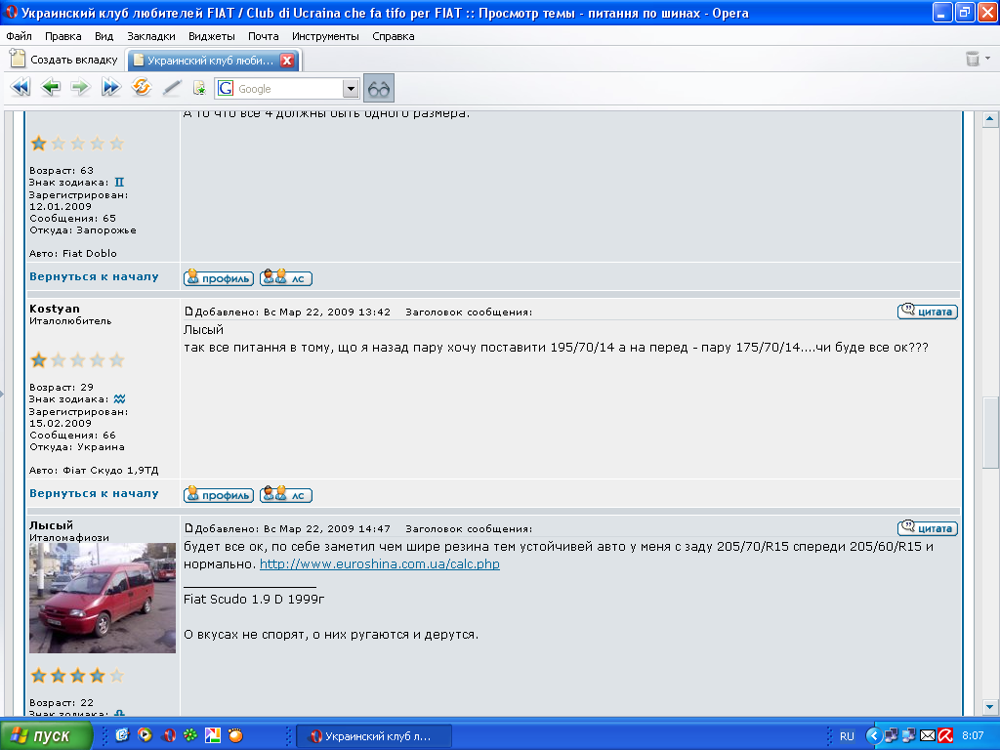 Украинский клуб любителей FIAT / Club di Ucraina che fa tifo per FIAT :: Просмотр темы - питання по шинах - Opera
Файл Правка Вид Закладки Виджеты Почта Инструменты Справка
Создать вкладку Украинский клуб люби...
Google
А то что все 4 должны быть одного размера.
Возраст: 63
Знак зодиака:
Зарегистрирован:
12.01.2009
Сообщения: 65
Откуда: Запорожье
Авто: Fiat Doblo
Вернуться к началу профиль лс
Kostyan
Италолюбитель
Добавлено: Вс Мар 22, 2009 13:42 Заголовок сообщения: цитата
Лысый
так все питання в тому, що я назад пару хочу поставити 195/70/14 а на перед - пару 175/70/14....чи буде все ок???
Возраст: 29
Знак зодиака:
Зарегистрирован:
15.02.2009
Сообщения: 66
Откуда: Украина
Авто: Фіат Скудо 1,9ТД
Вернуться к началу профиль лс
Лысый
Италомафиози
Добавлено: Вс Мар 22, 2009 14:47 Заголовок сообщения: цитата
будет все ок, по себе заметил чем шире резина тем устойчивей авто у меня с заду 205/70/R15 спереди 205/60/R15 и
нормально. http://www.euroshina.com.ua/calc.php
Fiat Scudo 1.9 D 1999г
О вкусах не спорят, о них ругаются и дерутся.
Возраст: 22
Знак зодиака:
пуск Украинский клуб л... RU 8:07